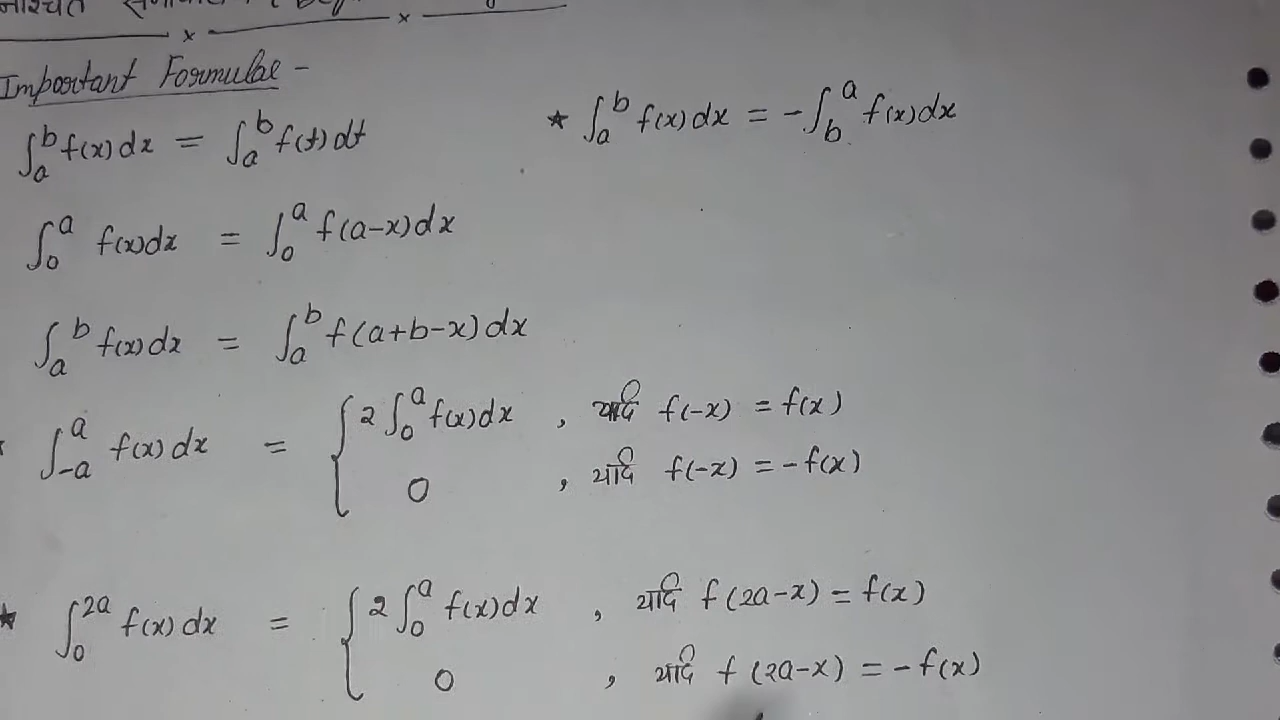 निश्चित
Important Formulae -
∫_a^b f(x) dx = ∫_a^b f(t) dt
★ ∫_a^b f(x) dx = -∫_b^a f(x) dx
∫_0^a f(x) dx = ∫_0^a f(a-x) dx
∫_a^b f(x) dx = ∫_a^b f(a+b-x) dx
∫_{-a}^a f(x) dx = { 2 ∫_0^a f(x) dx , यदि f(-x) = f(x)
0 , यदि f(-x) = -f(x)
★ ∫_0^{2a} f(x) dx = { 2 ∫_0^a f(x) dx , यदि f(2a-x) = f(x)
0 , यदि f(2a-x) = -f(x)